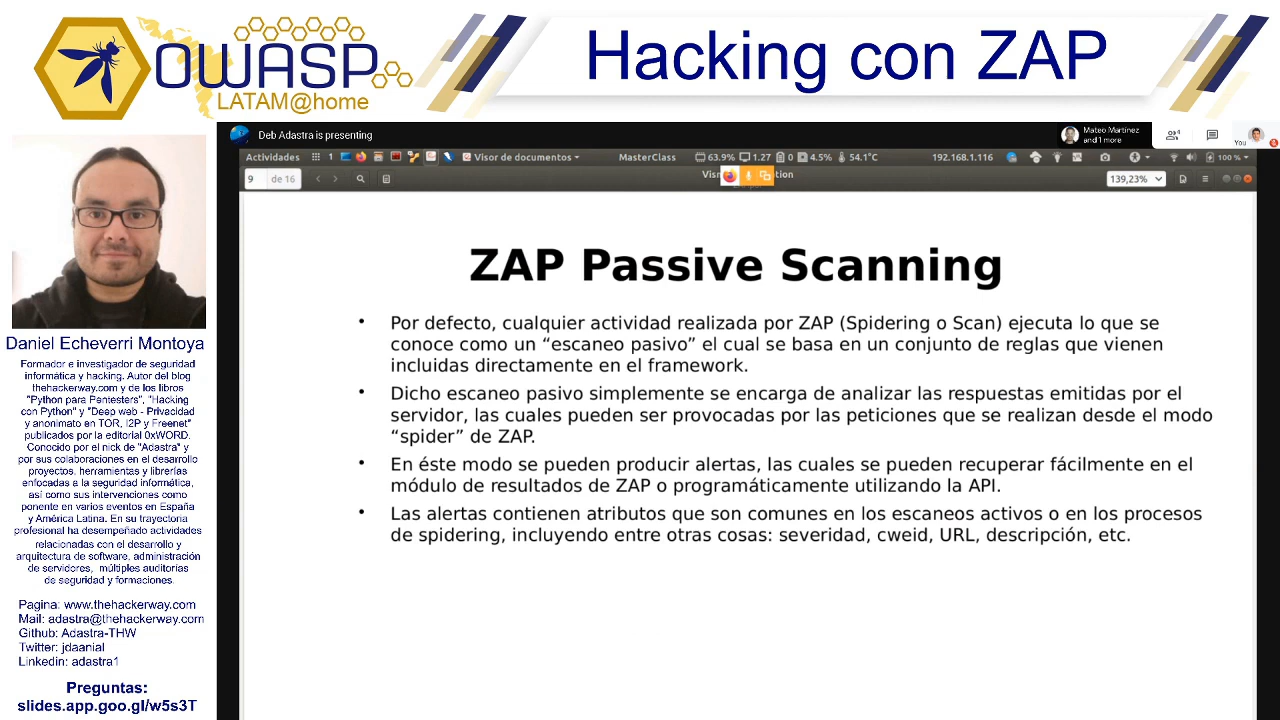 OWASP
LATAM@home
Hacking con ZAP
Deb Adastra is presenting
Mateo Martinez
and 1 more
You
Actividades
1
Visor de documentos
MasterClass
63.9%
1.27
0
4.5%
54.1°C
192.168.1.116
100 %
9
de 16
139,23%
ZAP Passive Scanning
• Por defecto, cualquier actividad realizada por ZAP (Spidering o Scan) ejecuta lo que se
conoce como un “escaneo pasivo” el cual se basa en un conjunto de reglas que vienen
incluidas directamente en el framework.
• Dicho escaneo pasivo simplemente se encarga de analizar las respuestas emitidas por el
servidor, las cuales pueden ser provocadas por las peticiones que se realizan desde el modo
“spider” de ZAP.
• En éste modo se pueden producir alertas, las cuales se pueden recuperar fácilmente en el
módulo de resultados de ZAP o programáticamente utilizando la API.
• Las alertas contienen atributos que son comunes en los escaneos activos o en los procesos
de spidering, incluyendo entre otras cosas: severidad, cweid, URL, descripción, etc.
Daniel Echeverri Montoya
Formador e investigador de seguridad
informática y hacking. Autor del blog
thehackerway.com y de los libros
"Python para Pentesters", "Hacking
con Python" y "Deep web - Privacidad
y anonimato en TOR, I2P y Freenet"
publicados por la editorial 0xWORD.
Conocido por el nick de "Adastra" y
por sus colaboraciones en el desarrollo
proyectos, herramientas y librerías
enfocadas a la seguridad informática,
así como sus intervenciones como
ponente en varios eventos en España
y América Latina. En su trayectoria
profesional ha desempeñado actividades
relacionadas con el desarrollo y
arquitectura de software, administración
de servidores, múltiples auditorías
de seguridad y formaciones.
Pagina: www.thehackerway.com
Mail: adastra@thehackerway.com
Github: Adastra-THW
Twitter: jdaanial
Linkedin: adastra1
Preguntas:
slides.app.goo.gl/w5s3T